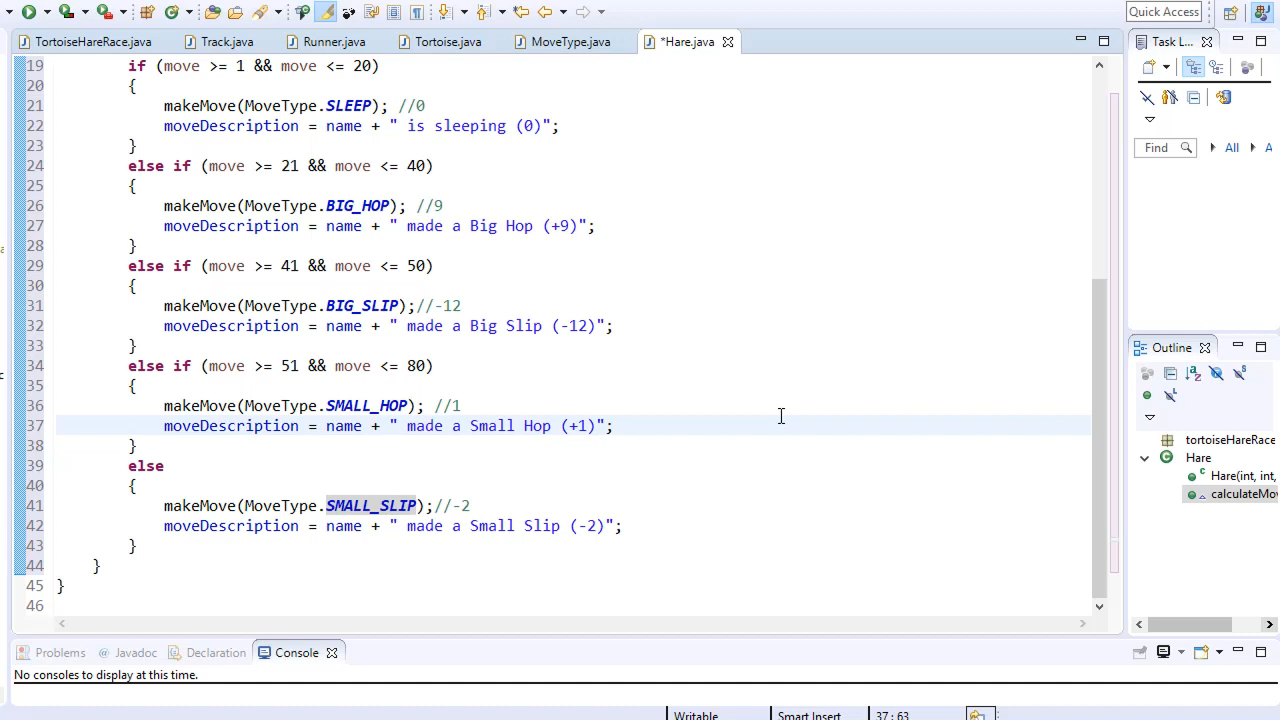 Quick Access
TortoiseHareRace.java
Track.java
Runner.java
Tortoise.java
MoveType.java
*Hare.java
Task L...
19 if (move >= 1 && move <= 20)
20 {
21 makeMove(MoveType.SLEEP); //0
22 moveDescription = name + " is sleeping (0)";
23 }
24 else if (move >= 21 && move <= 40)
25 {
26 makeMove(MoveType.BIG_HOP); //9
27 moveDescription = name + " made a Big Hop (+9)";
28 }
29 else if (move >= 41 && move <= 50)
30 {
31 makeMove(MoveType.BIG_SLIP);//-12
32 moveDescription = name + " made a Big Slip (-12)";
33 }
34 else if (move >= 51 && move <= 80)
35 {
36 makeMove(MoveType.SMALL_HOP); //1
37 moveDescription = name + " made a Small Hop (+1)";
38 }
39 else
40 {
41 makeMove(MoveType.SMALL_SLIP);//-2
42 moveDescription = name + " made a Small Slip (-2)";
43 }
44 }
45 }
46
Find
All
A
Outline
tortoiseHareRace
Hare
Hare(int, int,
calculateMov
Problems
@ Javadoc
Declaration
Console
No consoles to display at this time.
Writable
Smart Insert
37:63